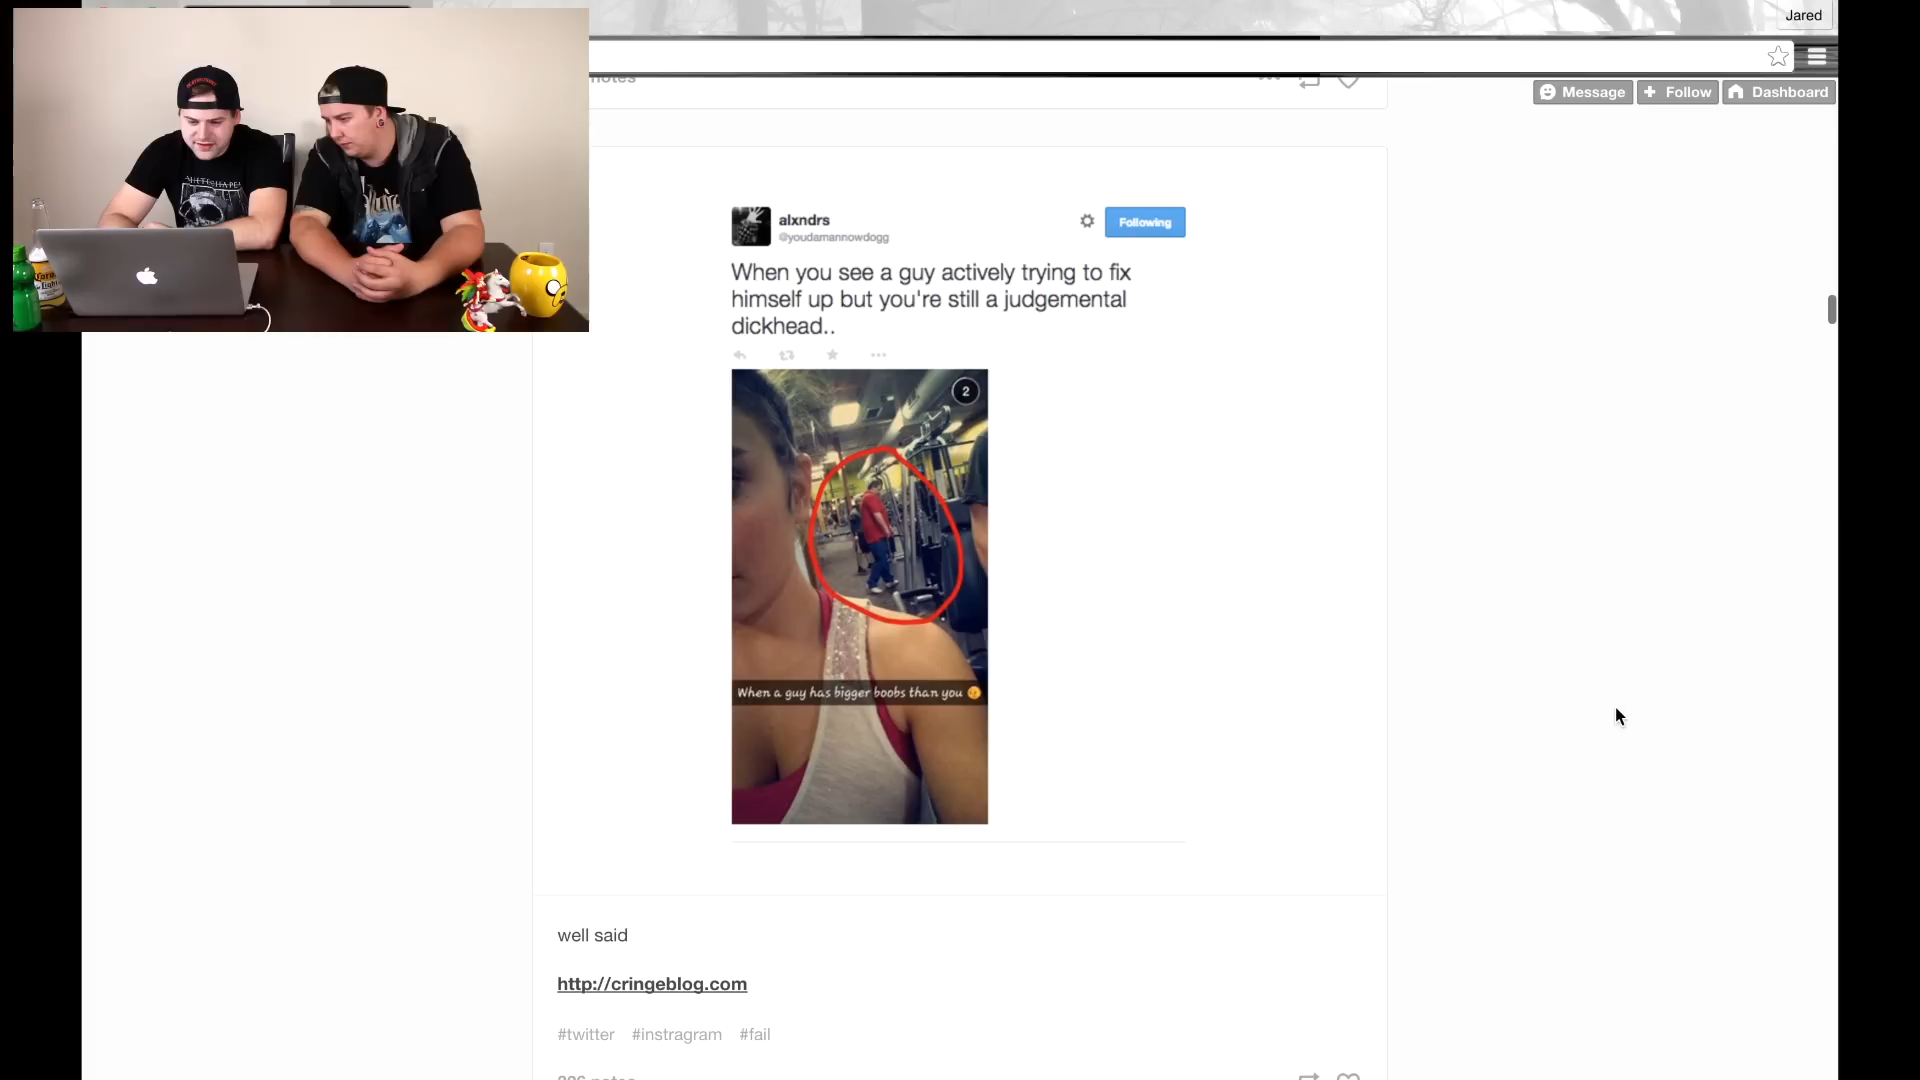 Jared
notes
Message
Follow
Dashboard
alxndrs
@youdamannowdogg
Following
When you see a guy actively trying to fix
himself up but you're still a judgemental
dickhead..
2
When a guy has bigger boobs than you
well said
http://cringeblog.com
#twitter #instragram #fail